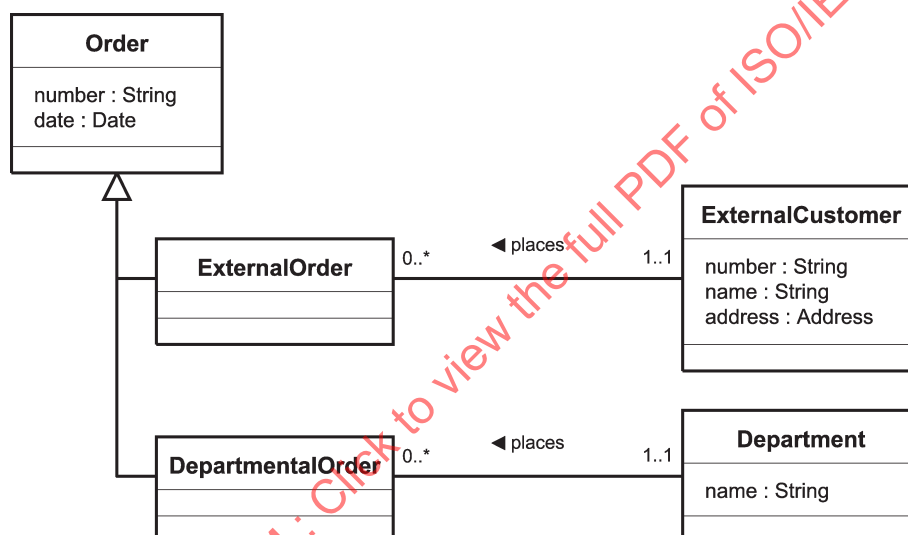 Order
number : String
date : Date
ExternalOrder
0..*
◀ places
1..1
ExternalCustomer
number : String
name : String
address : Address
DepartmentalOrder
0..*
◀ places
1..1
Department
name : String
: Click to view the full PDF of ISO/IE